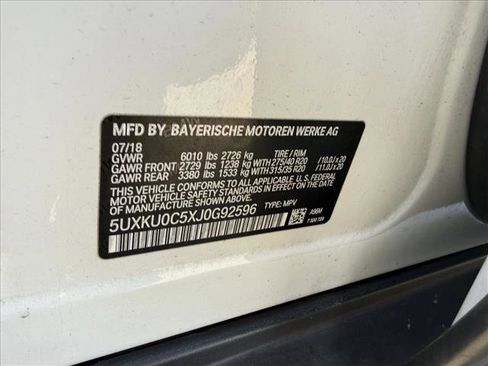 MFD BY BAYERISCHE MOTOREN WERKE AG
07/18
GVWR 6010 lbs 2726 kg TIRE / RIM
GAWR FRONT 2729 lbs 1238 kg WITH 275/40 R20 / 10.0J x 20
GAWR REAR 3380 lbs 1533 kg WITH 315/35 R20 / 11.0J x 20
THIS VEHICLE CONFORMS TO ALL APPLICABLE U.S. FEDERAL
MOTOR VEHICLE SAFETY STANDARDS IN EFFECT ON THE
DATE OF MANUFACTURE SHOWN ABOVE.
5UXKU0C5XJ0G92596 TYPE: MPV
A96M